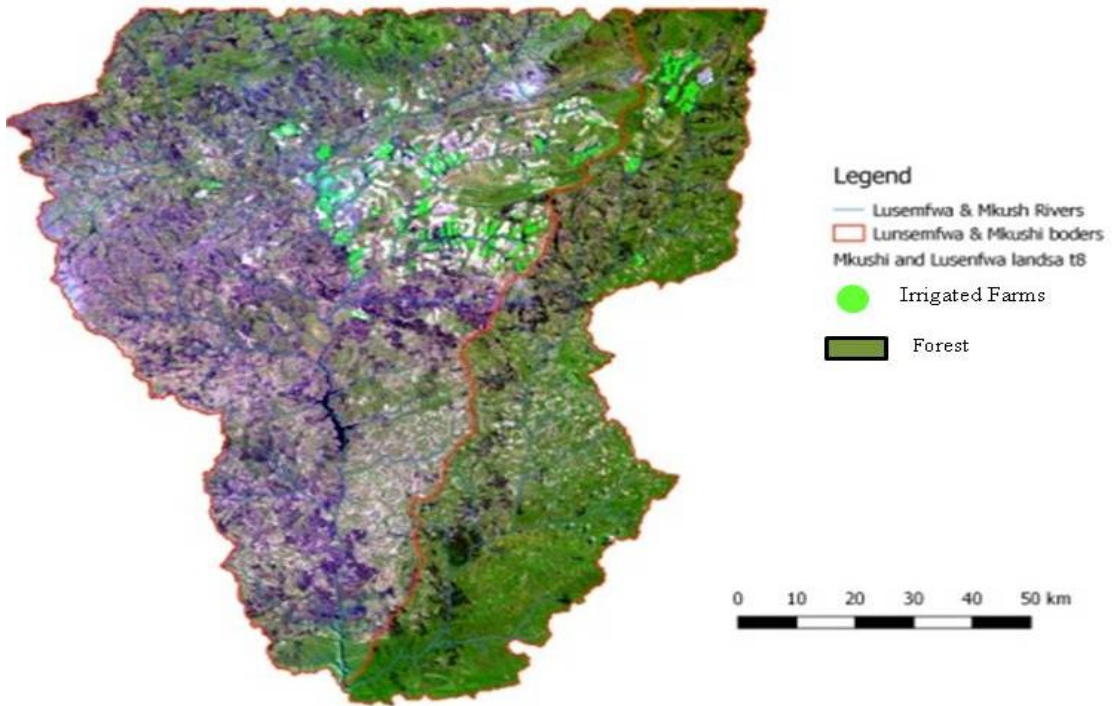 Legend
Lusemfwa & Mkush Rivers
Lunsemfwa & Mkushi boders
Mkushi and Lusenfwa landsa t8
Irrigated Farms
Forest
0 10 20 30 40 50 km